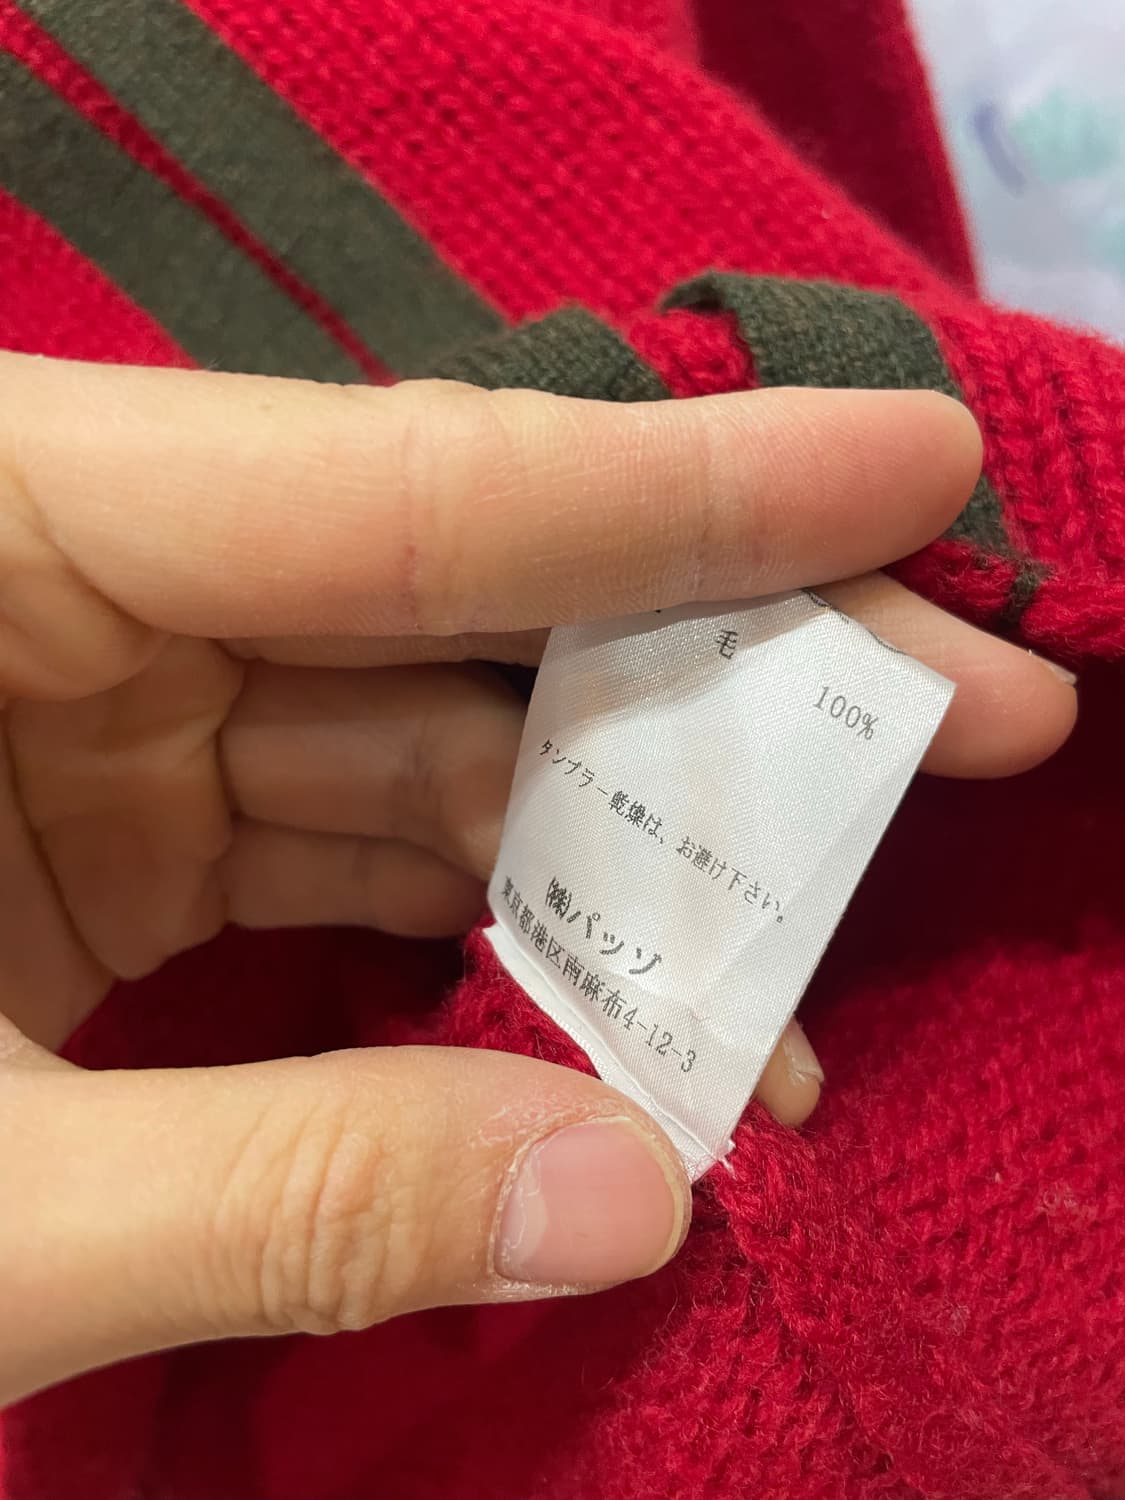 毛
100%
タンブラー乾燥は、お避け下さい。
㈱パッゾ
東京都港区南麻布4-12-3